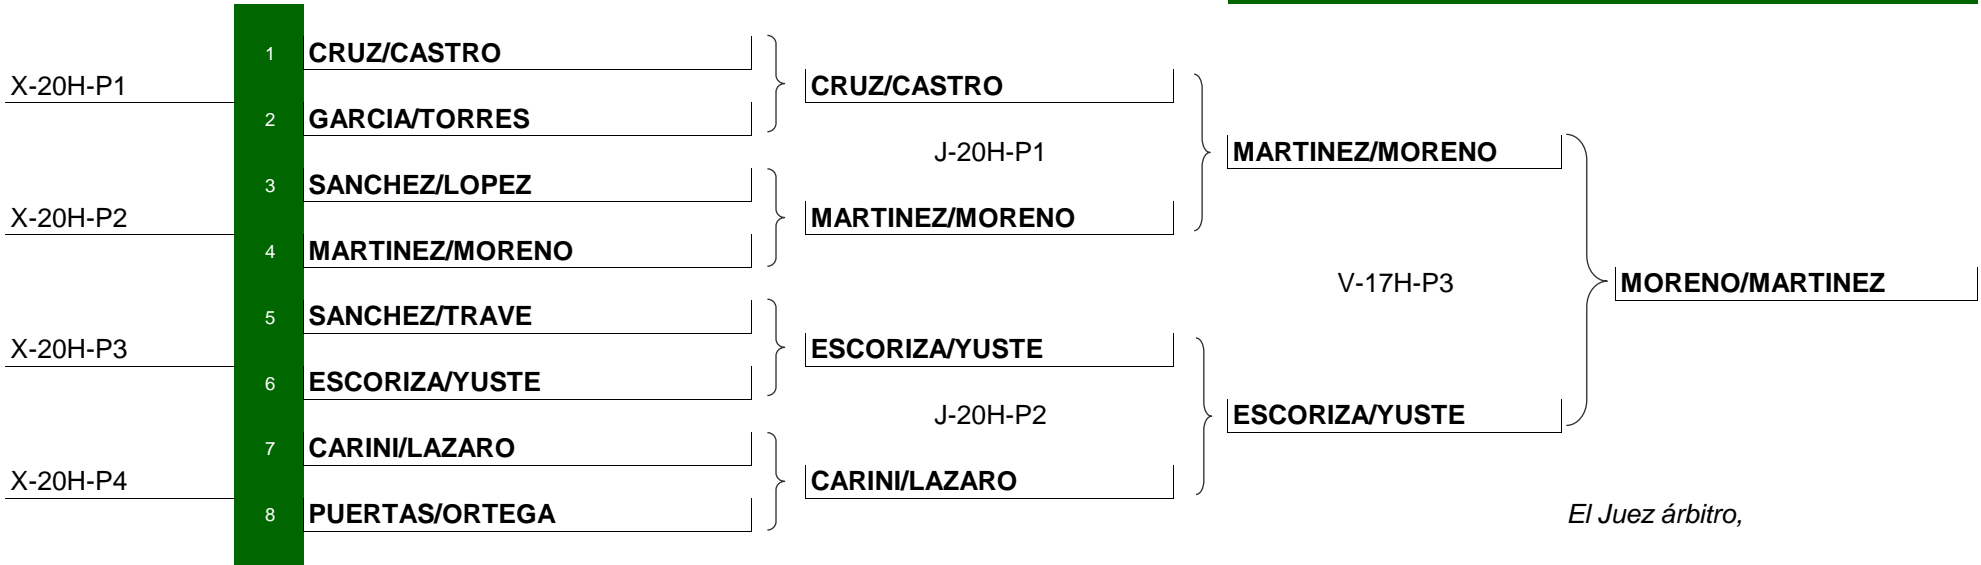 1 CRUZ/CASTRO
X-20H-P1 CRUZ/CASTRO
2 GARCIA/TORRES
J-20H-P1 MARTINEZ/MORENO
3 SANCHEZ/LOPEZ
X-20H-P2 MARTINEZ/MORENO
4 MARTINEZ/MORENO
V-17H-P3 MORENO/MARTINEZ
5 SANCHEZ/TRAVE
X-20H-P3 ESCORIZA/YUSTE
6 ESCORIZA/YUSTE
J-20H-P2 ESCORIZA/YUSTE
7 CARINI/LAZARO
X-20H-P4 CARINI/LAZARO
8 PUERTAS/ORTEGA El Juez árbitro,